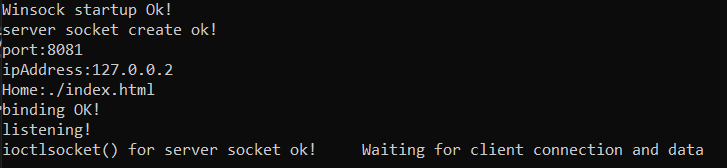 Winsock startup Ok!
server socket create ok!
port:8081
ipAddress:127.0.0.2
Home:./index.html
binding OK!
listening!
ioctlsocket() for server socket ok!     Waiting for client connection and data